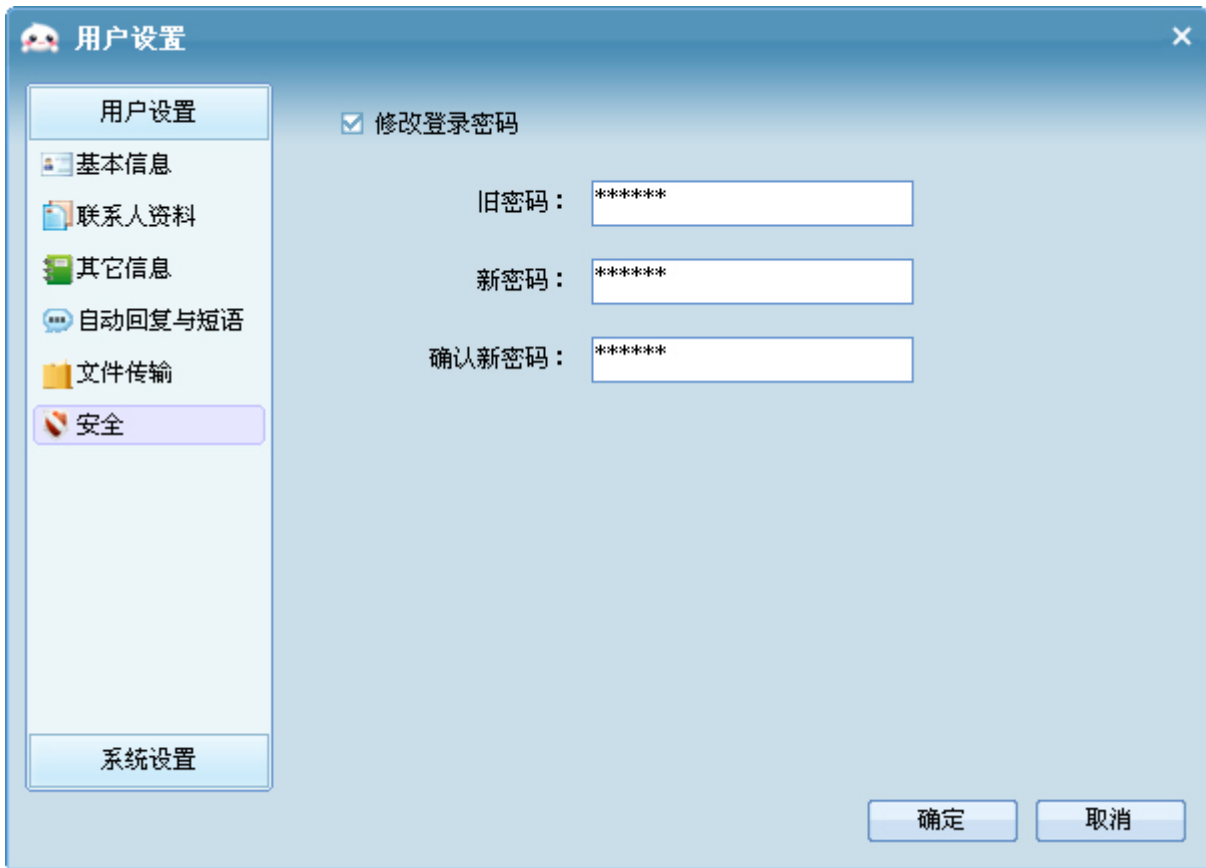 用户设置
用户设置
基本信息
联系人资料
其它信息
自动回复与短语
文件传输
安全
系统设置
修改登录密码
旧密码： ******
新密码： ******
确认新密码： ******
确定
取消